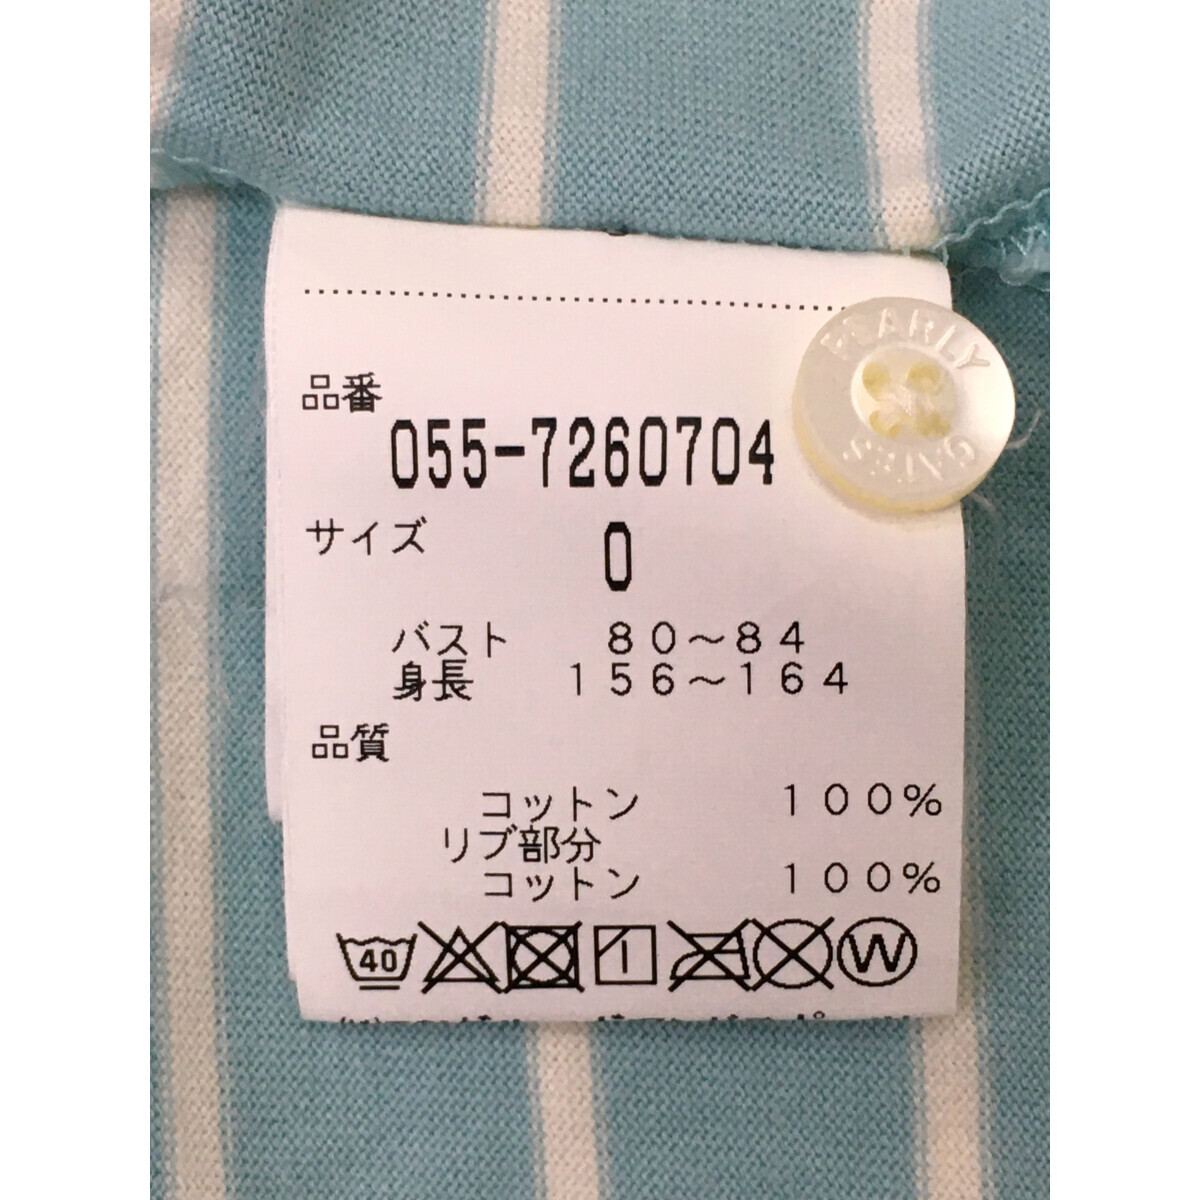 品番
055-7260704
サイズ 0
バスト 80～84
身長 156～164
品質
コットン 100%
リブ部分
コットン 100%
40
W
PEARLY
GATES